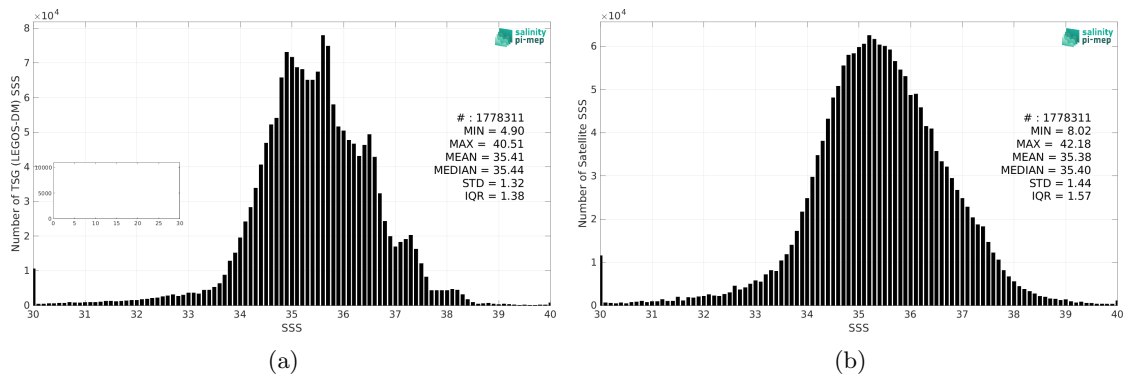 ×10⁴
8
7
6
5
4
3
2
1
0
Number of TSG (LEGOS-DM) SSS
salinity
pi-mep
# : 1778311
MIN = 4.90
MAX = 40.51
MEAN = 35.41
MEDIAN = 35.44
STD = 1.32
IQR = 1.38
10000
5000
0
0 5 10 15 20 25 30
30 31 32 33 34 35 36 37 38 39 40
SSS
(a)
×10⁴
6
5
4
3
2
1
0
Number of Satellite SSS
salinity
pi-mep
# : 1778311
MIN = 8.02
MAX = 42.18
MEAN = 35.38
MEDIAN = 35.40
STD = 1.44
IQR = 1.57
30 31 32 33 34 35 36 37 38 39 40
SSS
(b)